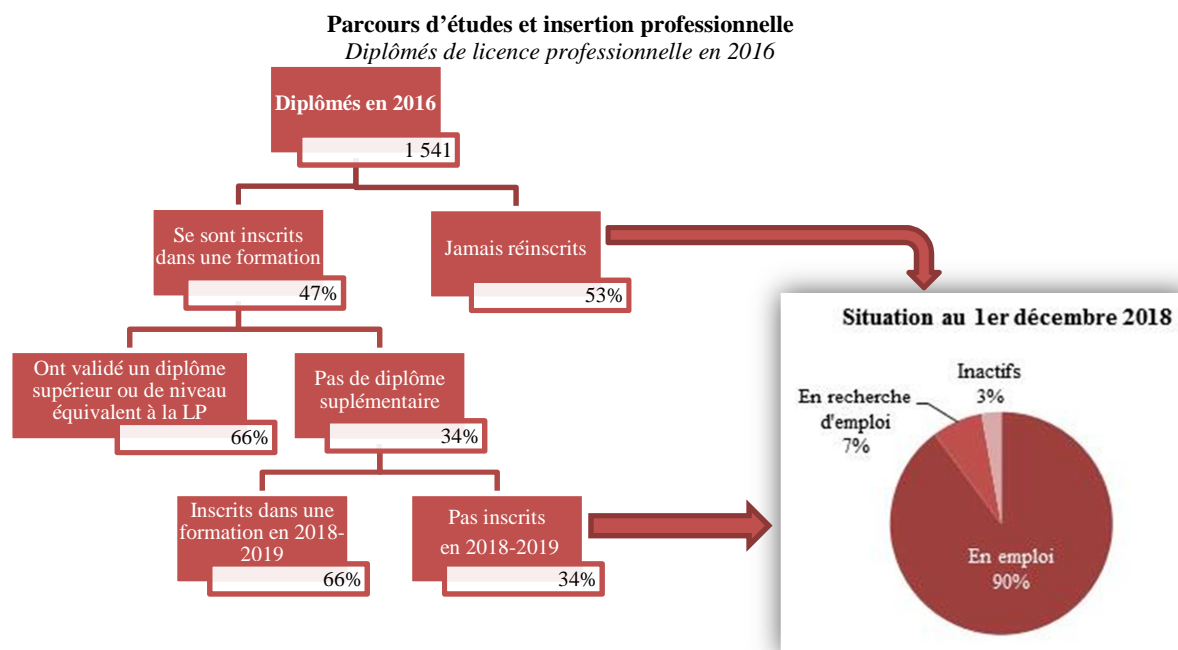 Parcours d’études et insertion professionnelle
Diplômés de licence professionnelle en 2016
Diplômés en 2016
1 541
Se sont inscrits
dans une formation
47%
Jamais réinscrits
53%
Ont validé un diplôme
supérieur ou de niveau
équivalent à la LP
66%
Pas de diplôme
suplémentaire
34%
Inscrits dans une
formation en 2018-
2019
66%
Pas inscrits
en 2018-2019
34%
Situation au 1er décembre 2018
Inactifs
3%
En recherche
d'emploi
7%
En emploi
90%